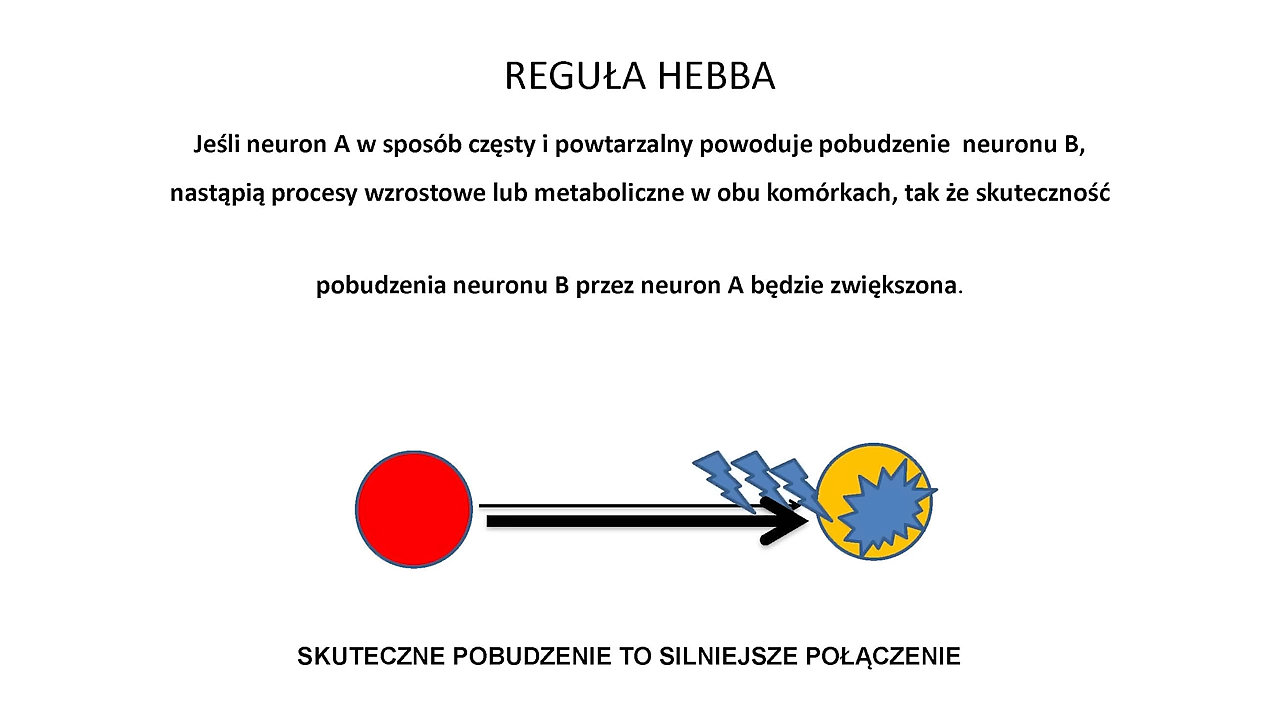 REGUŁA HEBBA
Jeśli neuron A w sposób częsty i powtarzalny powoduje pobudzenie  neuronu B,
nastąpią procesy wzrostowe lub metaboliczne w obu komórkach, tak że skuteczność
pobudzenia neuronu B przez neuron A będzie zwiększona.
SKUTECZNE POBUDZENIE TO SILNIEJSZE POŁĄCZENIE